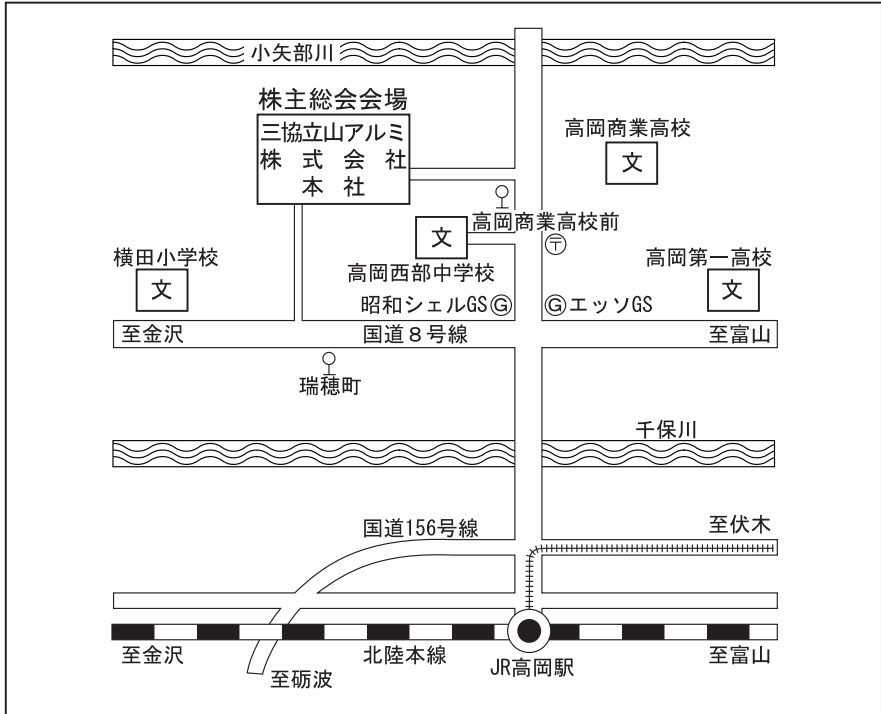 小矢部川
株主総会会場
三協立山アルミ
株式会社
本社
高岡商業高校
文
高岡商業高校前
文
高岡西部中学校
〒
横田小学校
文
高岡第一高校
文
昭和シェルGSⒼ
ⒼエッソGS
至金沢
国道8号線
至富山
瑞穂町
千保川
国道156号線
至伏木
至金沢
北陸本線
JR高岡駅
至富山
至砺波